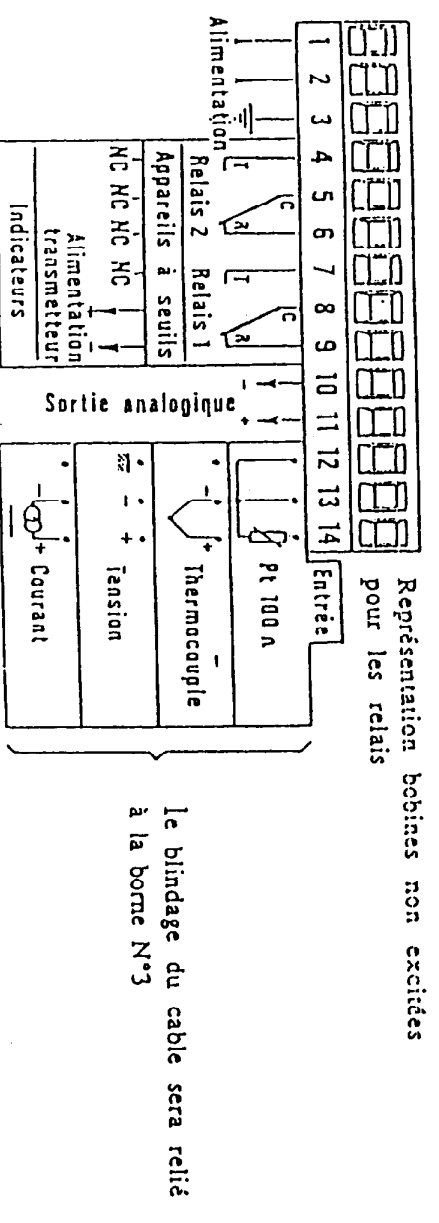 1 2 3 4 5 6 7 8 9 10 11 12 13 14
Représentation bobines non excitées
pour les relais
Alimentation
T C R T C R
Relais 2 Relais 1
Appareils à seuils
NC NC NC NC - +
Alimentation
transmetteur
Indicateurs
- +
Sortie analogique
Entrée
Pt 100 Ω
- +
Thermocouple
- +
Tension
- +
Courant
le blindage du cable sera relié
à la borne N°3